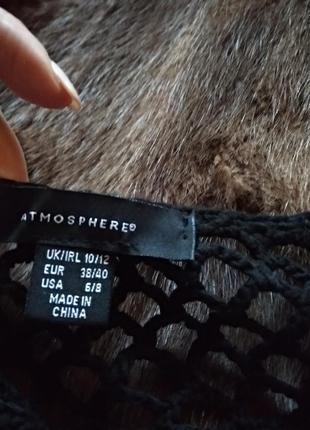 ATMOSPHERE®
UK/IRL 10/12
EUR 38/40
USA 6/8
MADE IN
CHINA